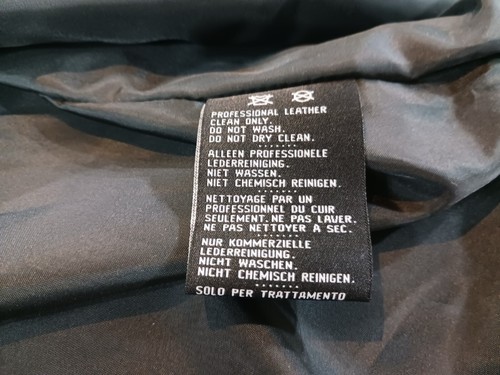 PROFESSIONAL LEATHER
CLEAN ONLY.
DO NOT WASH.
DO NOT DRY CLEAN.
ALLEEN PROFESSIONELE
LEDERREINIGING.
NIET WASSEN.
NIET CHEMISCH REINIGEN.
NETTOYAGE PAR UN
PROFESSIONNEL DU CUIR
SEULEMENT. NE PAS LAVER.
NE PAS NETTOYER A SEC.
NUR KOMMERZIELLE
LEDERREINIGUNG.
NICHT WASCHEN.
NICHT CHEMISCH REINIGEN.
SOLO PER TRATTAMENTO